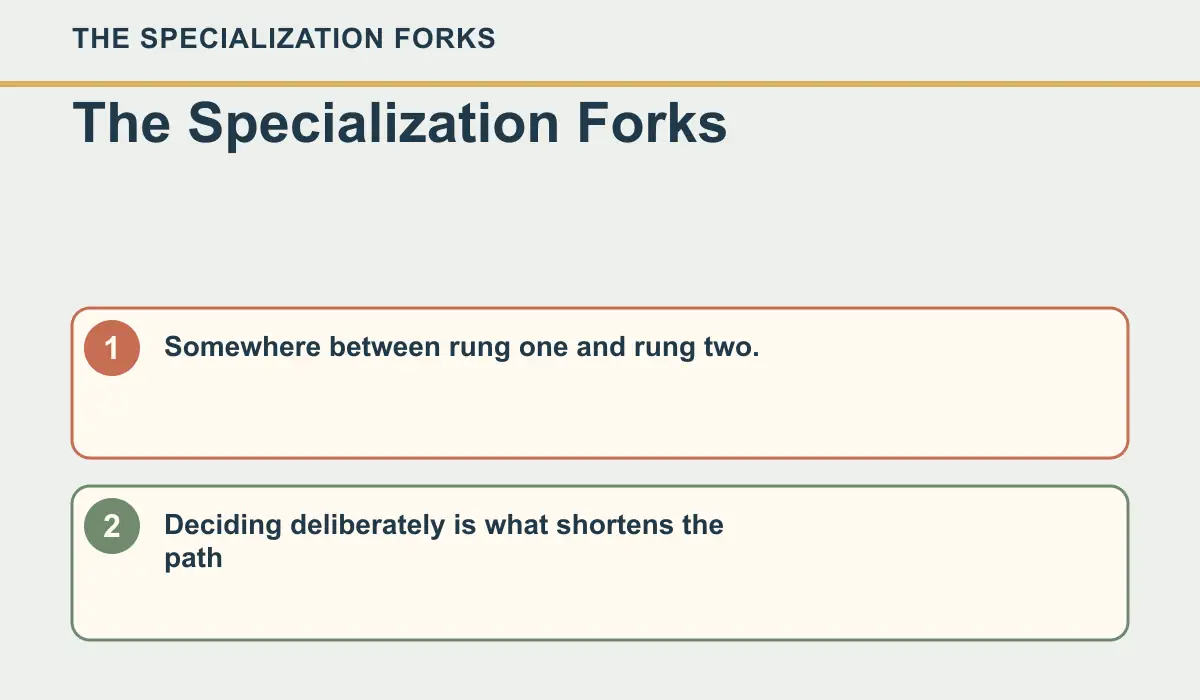 THE SPECIALIZATION FORKS
The Specialization Forks
1
Somewhere between rung one and rung two.
2
Deciding deliberately is what shortens the
path